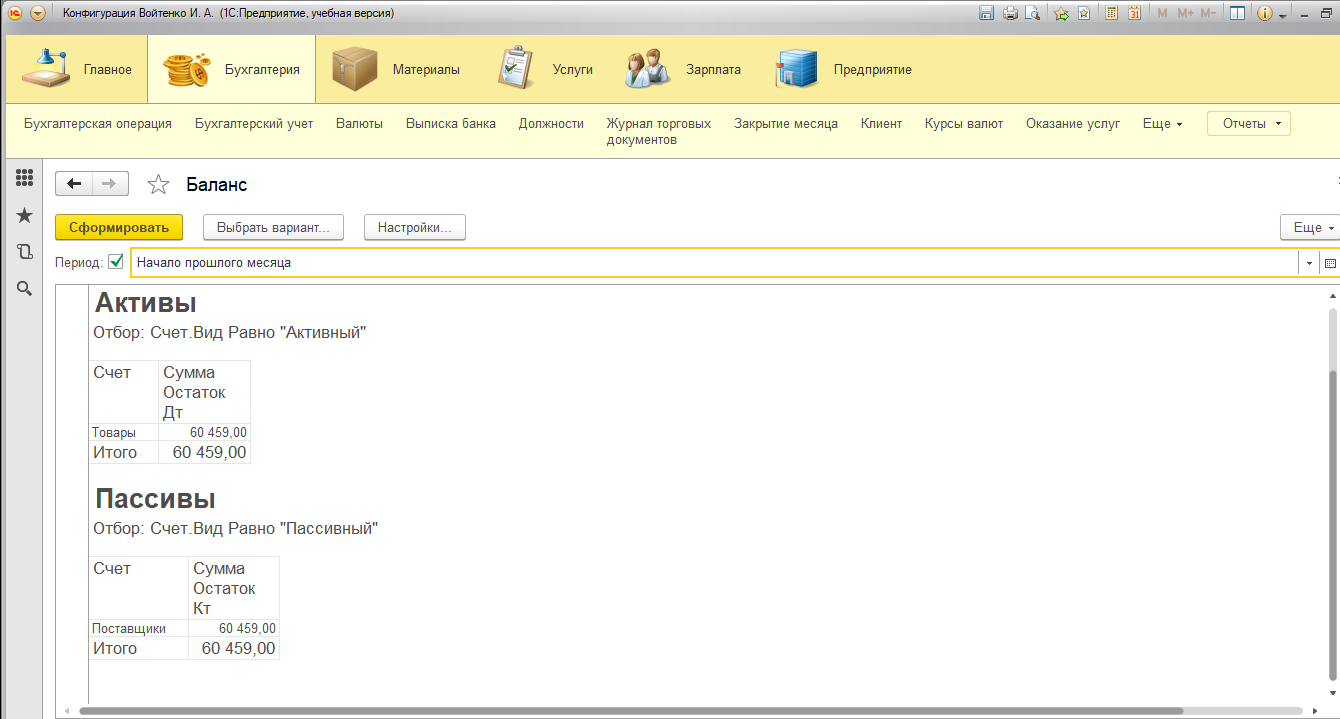 Конфигурация Войтенко И. А. (1С:Предприятие, учебная версия)
M M+ M-
Главное
Бухгалтерия
Материалы
Услуги
Зарплата
Предприятие
Бухгалтерская операция
Бухгалтерский учет
Валюты
Выписка банка
Должности
Журнал торговых
документов
Закрытие месяца
Клиент
Курсы валют
Оказание услуг
Еще
Отчеты
Баланс
Сформировать
Выбрать вариант...
Настройки...
Еще
Период:
Начало прошлого месяца
Активы
Отбор: Счет.Вид Равно "Активный"
Счет
Сумма
Остаток
Дт
Товары 60 459,00
Итого 60 459,00
Пассивы
Отбор: Счет.Вид Равно "Пассивный"
Счет
Сумма
Остаток
Кт
Поставщики 60 459,00
Итого 60 459,00